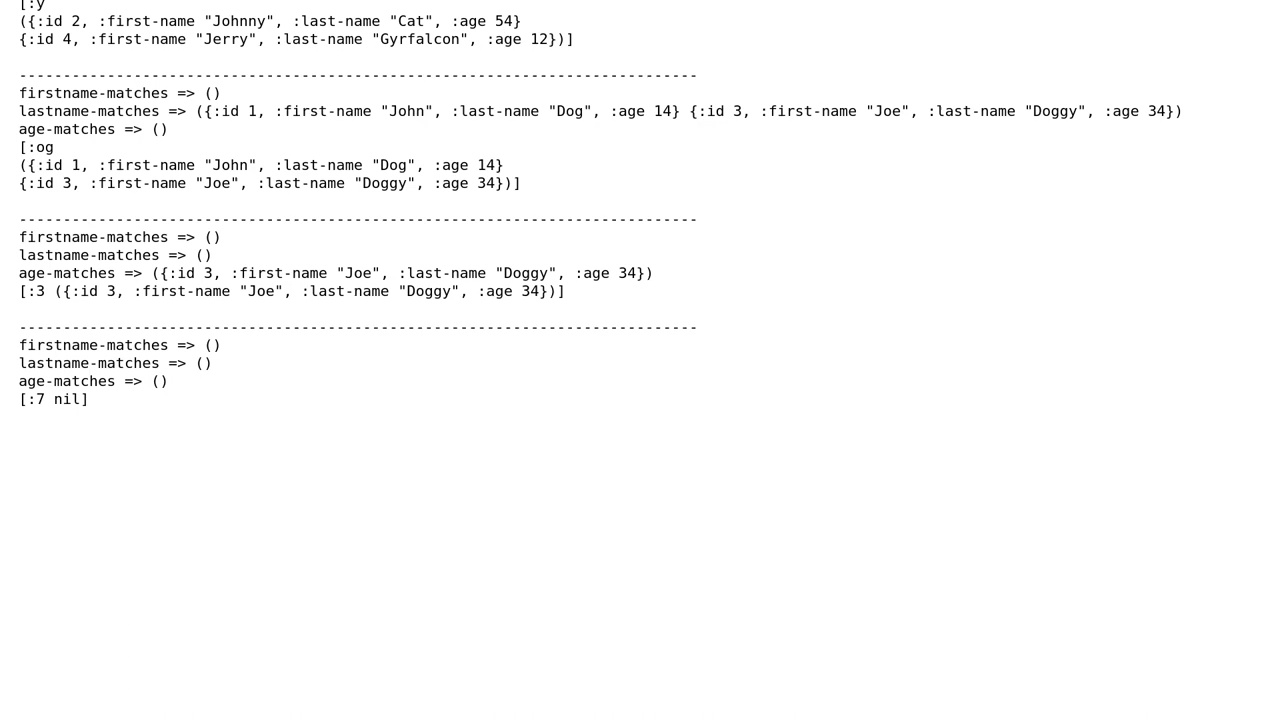 [:y
({:id 2, :first-name "Johnny", :last-name "Cat", :age 54}
{:id 4, :first-name "Jerry", :last-name "Gyrfalcon", :age 12})]
-----------------------------------------------------------------------------
firstname-matches => ()
lastname-matches => ({:id 1, :first-name "John", :last-name "Dog", :age 14} {:id 3, :first-name "Joe", :last-name "Doggy", :age 34})
age-matches => ()
[:og
({:id 1, :first-name "John", :last-name "Dog", :age 14}
{:id 3, :first-name "Joe", :last-name "Doggy", :age 34})]
-----------------------------------------------------------------------------
firstname-matches => ()
lastname-matches => ()
age-matches => ({:id 3, :first-name "Joe", :last-name "Doggy", :age 34})
[:3 ({:id 3, :first-name "Joe", :last-name "Doggy", :age 34})]
-----------------------------------------------------------------------------
firstname-matches => ()
lastname-matches => ()
age-matches => ()
[:7 nil]